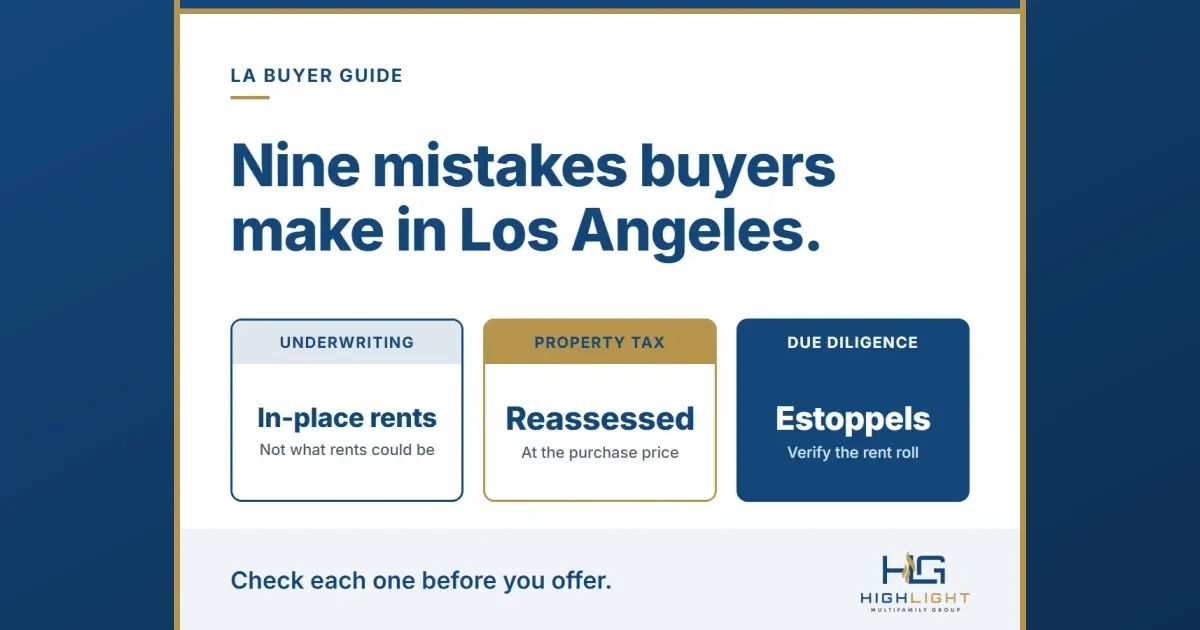 LA BUYER GUIDE
Nine mistakes buyers
make in Los Angeles.
UNDERWRITING
In-place rents
Not what rents could be
PROPERTY TAX
Reassessed
At the purchase price
DUE DILIGENCE
Estoppels
Verify the rent roll
Check each one before you offer.
HLG
HIGHLIGHT
MULTIFAMILY GROUP